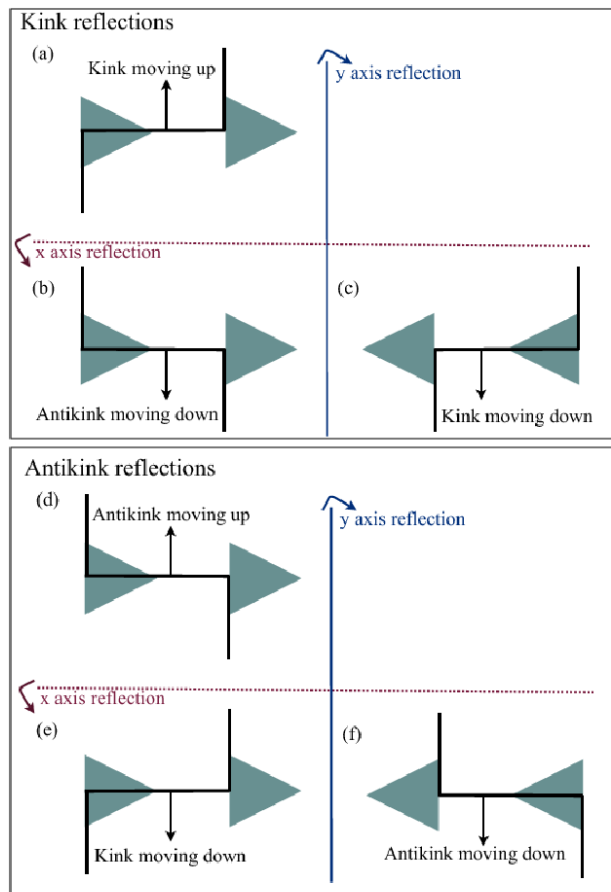 Kink reflections
(a)
Kink moving up
y axis reflection
x axis reflection
(b)
(c)
Antikink moving down
Kink moving down
Antikink reflections
(d)
Antikink moving up
y axis reflection
x axis reflection
(e)
(f)
Kink moving down
Antikink moving down